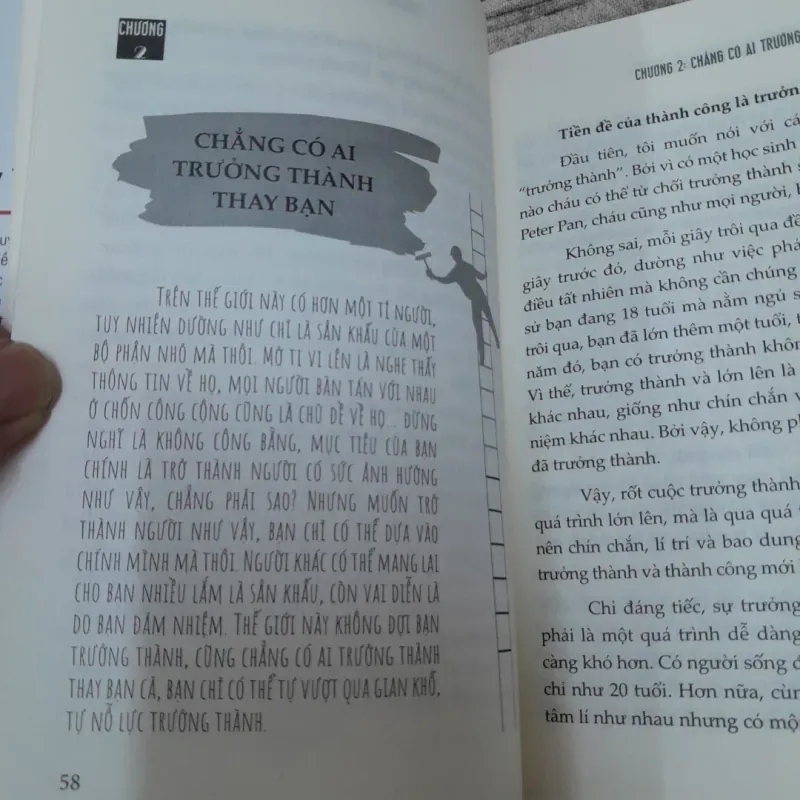 CHƯƠNG
2
CHẲNG CÓ AI
TRƯỞNG THÀNH
THAY BẠN
TRÊN THẾ GIỚI NÀY CÓ HƠN MỘT TỈ NGƯỜI,
TUY NHIÊN DƯỜNG NHƯ CHỈ LÀ SÂN KHẤU CỦA MỘT
BỘ PHẬN NHỎ MÀ THÔI. MỞ TI VI LÊN LÀ NGHE THẤY
THÔNG TIN VỀ HỌ, MỌI NGƯỜI BÀN TÁN VỚI NHAU
Ở CHỐN CÔNG CỘNG CŨNG LÀ CHỦ ĐỀ VỀ HỌ... ĐỪNG
NGHĨ LÀ KHÔNG CÔNG BẰNG, MỤC TIÊU CỦA BẠN
CHÍNH LÀ TRỞ THÀNH NGƯỜI CÓ SỨC ẢNH HƯỞNG
NHƯ VẬY, CHẲNG PHẢI SAO? NHƯNG MUỐN TRỞ
THÀNH NGƯỜI NHƯ VẬY, BẠN CHỈ CÓ THỂ DỰA VÀO
CHÍNH MÌNH MÀ THÔI. NGƯỜI KHÁC CÓ THỂ MANG LẠI
CHO BẠN NHIỀU LẮM LÀ SÂN KHẤU, CÒN VAI DIỄN LÀ
DO BẠN ĐẢM NHIỆM. THẾ GIỚI NÀY KHÔNG ĐỢI BẠN
TRƯỞNG THÀNH, CŨNG CHẲNG CÓ AI TRƯỞNG THÀNH
THAY BẠN CẢ, BẠN CHỈ CÓ THỂ TỰ VƯỢT QUA GIAN KHỔ,
TỰ NỖ LỰC TRƯỞNG THÀNH.
58
CHƯƠNG 2: CHẲNG CÓ AI TRƯỞNG
Tiền đề của thành công là trưởn
Đầu tiên, tôi muốn nói với cá
"trưởng thành". Bởi vì có một học sinh
nào cháu có thể từ chối trưởng thành s
Peter Pan, cháu cũng như mọi người, k
Không sai, mỗi giây trôi qua đề
giây trước đó, dường như việc phá
điều tất nhiên mà không cần chúng
sử bạn đang 18 tuổi mà nằm ngủ s
trôi qua, bạn đã lớn thêm một tuổi, t
năm đó, bạn có trưởng thành khôn
Vì thế, trưởng thành và lớn lên là
khác nhau, giống như chín chắn v
niệm khác nhau. Bởi vậy, không ph
đã trưởng thành.
Vậy, rốt cuộc trưởng thành
quá trình lớn lên, mà là qua quá
nên chín chắn, lí trí và bao dung
trưởng thành và thành công mới
Chỉ đáng tiếc, sự trưởng
phải là một quá trình dễ dàng
càng khó hơn. Có người sống đ
chỉ như 20 tuổi. Hơn nữa, cùn
tâm lí như nhau nhưng có mộ